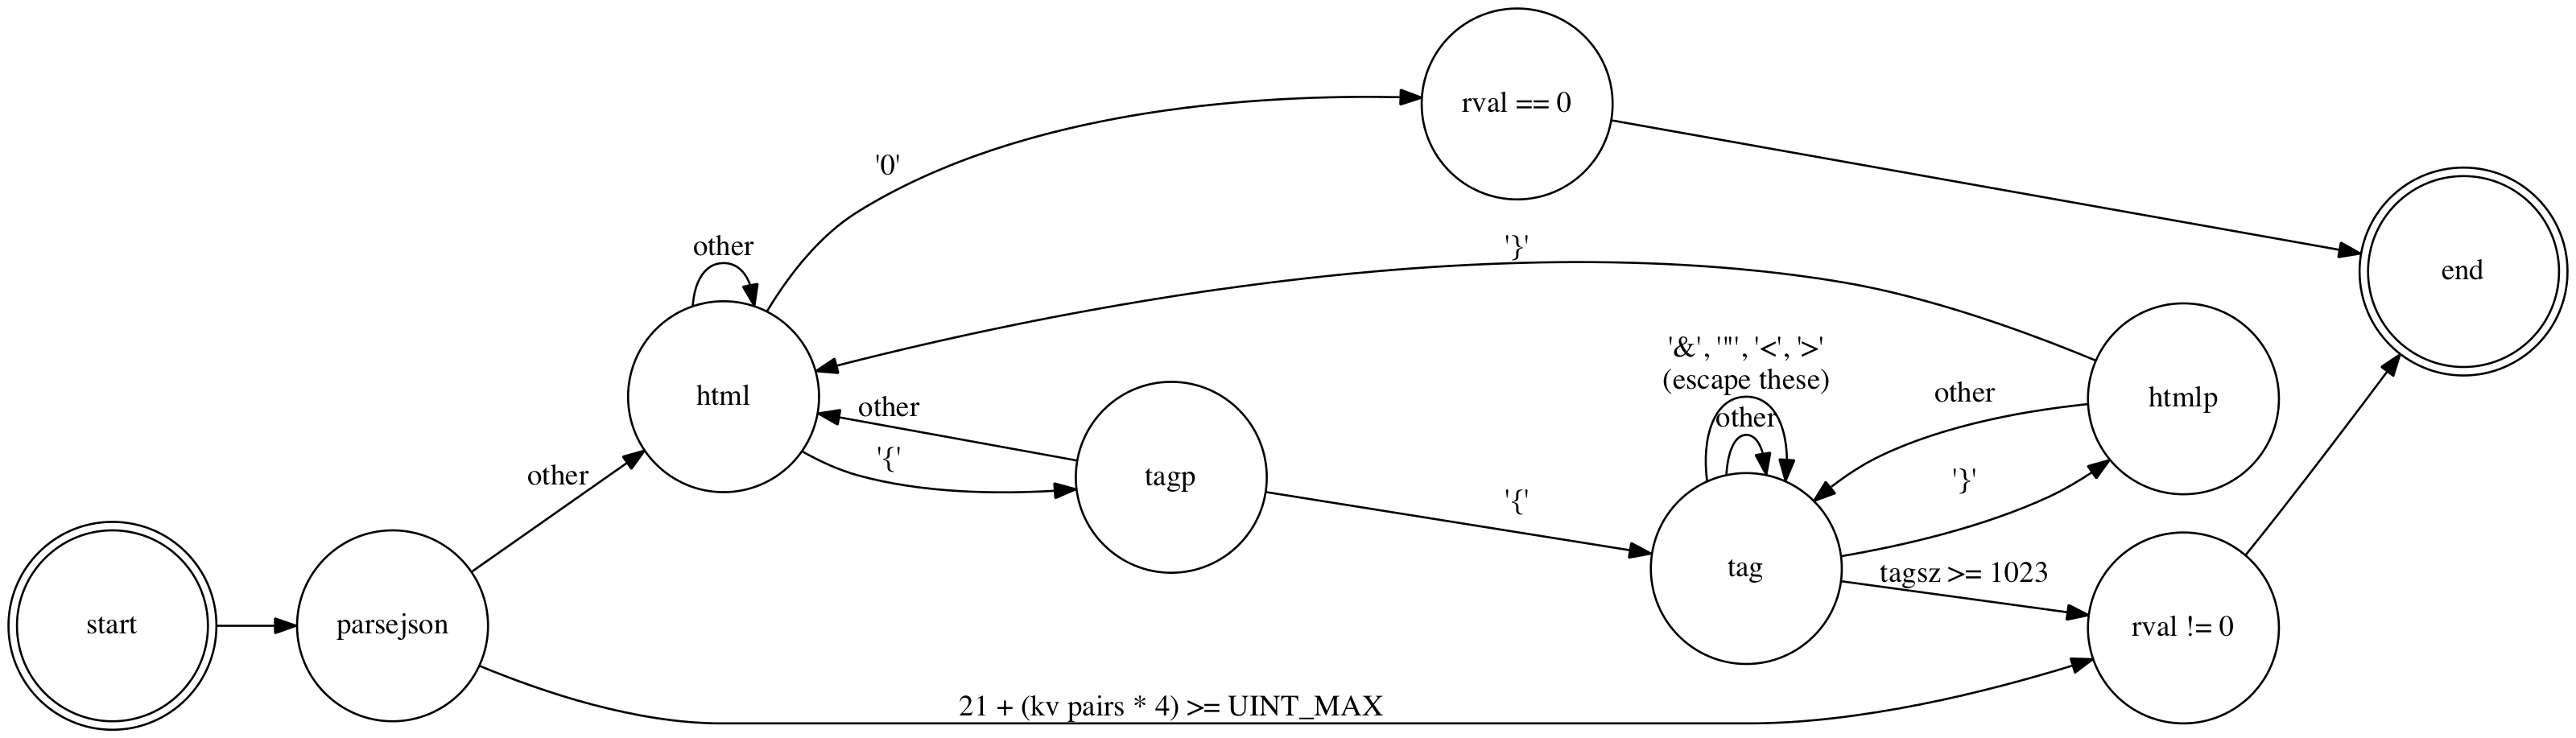 '0'
rval == 0
other
'}'
end
'&', '"', '<', '>'
(escape these)
html
other
other
htmlp
other
'{'
tagp
other
'{'
'}'
tag
tagsz >= 1023
start
parsejson
rval != 0
21 + (kv pairs * 4) >= UINT_MAX